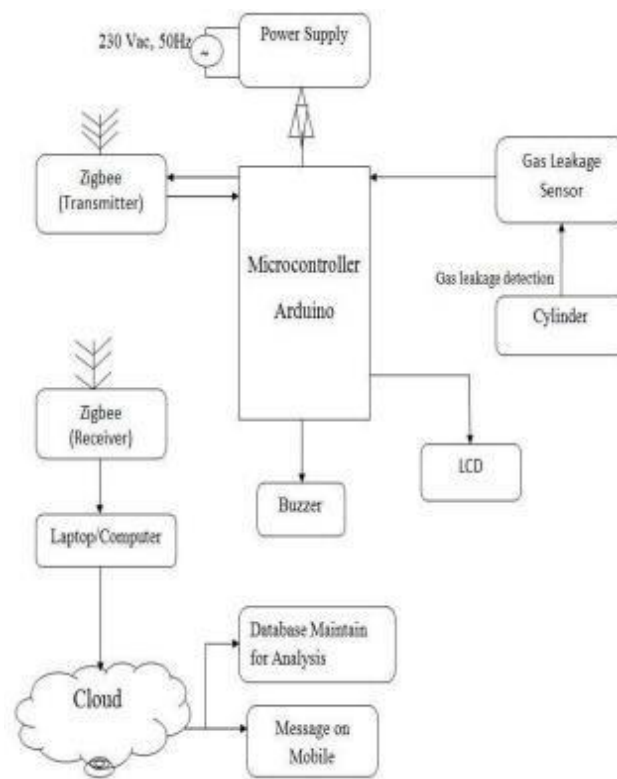 230 Vac, 50Hz
Power Supply
~
Zigbee
(Transmitter)
Gas Leakage
Sensor
Microcontroller
Arduino
Gas leakage detection
Cylinder
Zigbee
(Receiver)
LCD
Buzzer
Laptop/Computer
Database Maintain
for Analysis
Cloud
Message on
Mobile